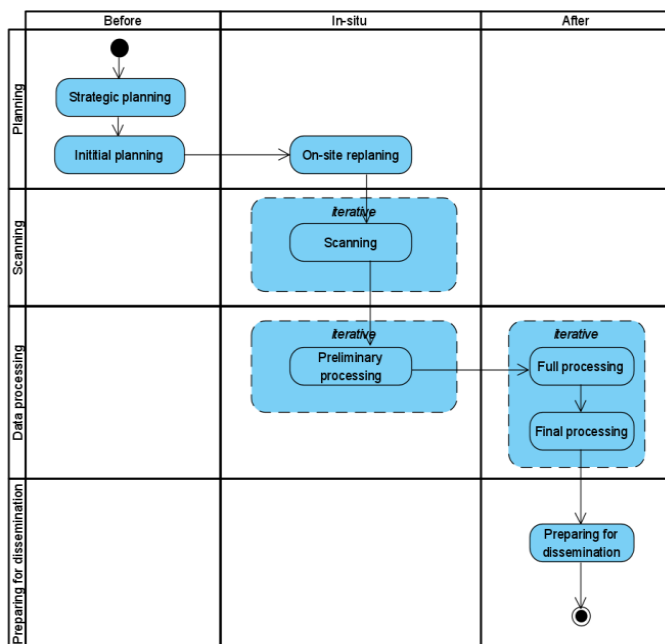 Before
In-situ
After
Planning
Strategic planning
Inititial planning
On-site replaning
Scanning
iterative
Scanning
Data processing
iterative
Preliminary
processing
iterative
Full processing
Final processing
Preparing for dissemination
Preparing for
dissemination